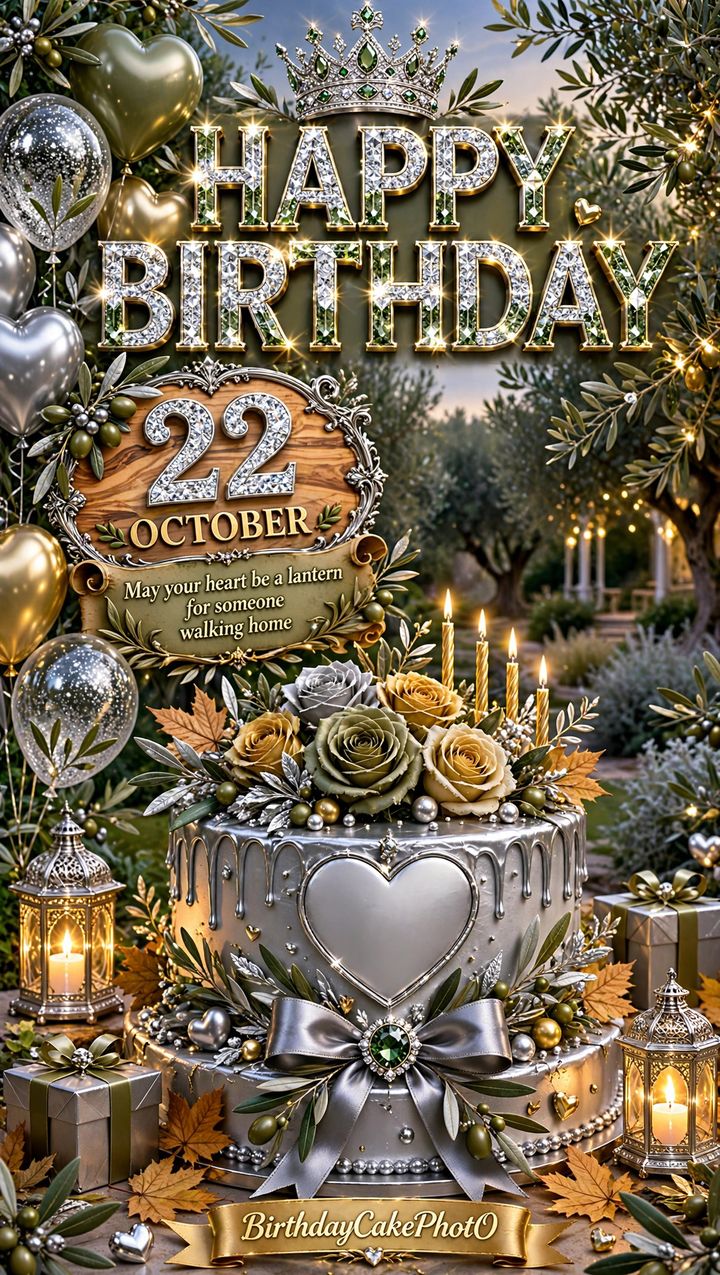 HAPPY
BIRTHDAY
22
OCTOBER
May your heart be a lantern
for someone
walking home
BirthdayCakePhotO